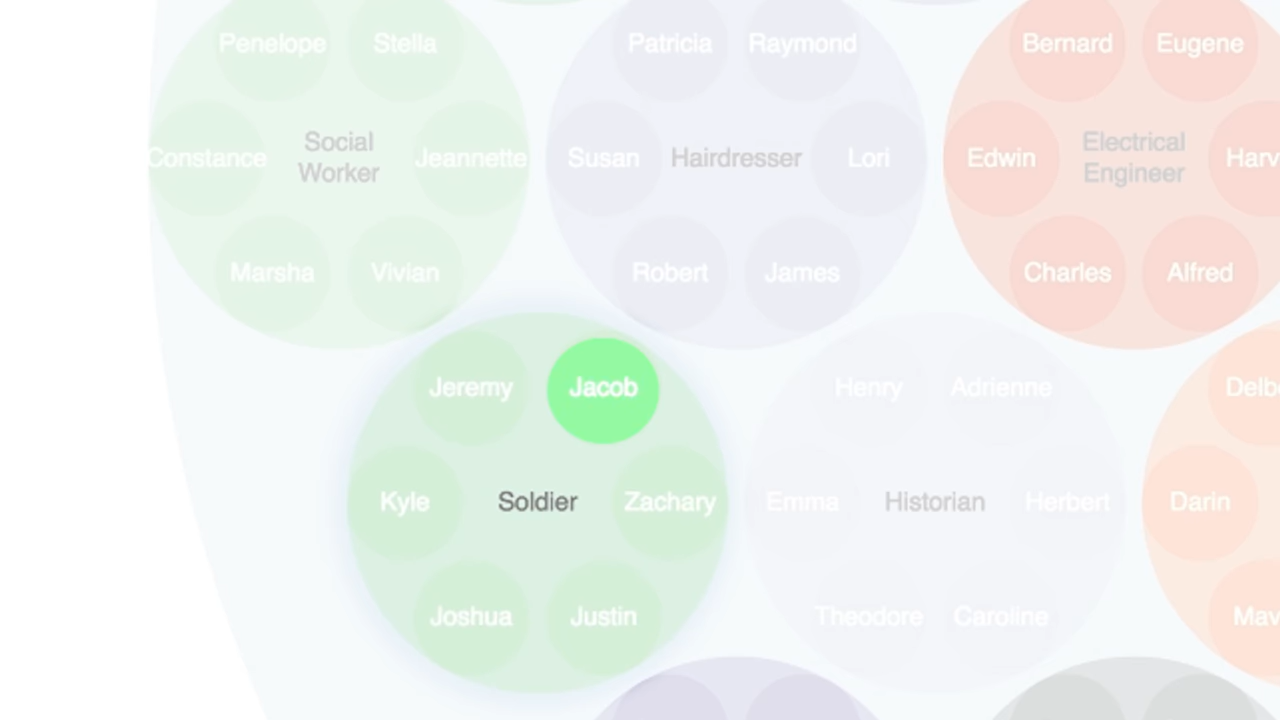 Penelope Stella
Patricia Raymond
Bernard Eugene
Constance
Social
Worker
Jeannette
Susan
Hairdresser
Lori
Edwin
Electrical
Engineer
Marsha Vivian
Robert James
Charles Alfred
Jeremy Jacob
Henry Adrienne
Kyle
Soldier
Zachary
Emma
Historian
Herbert
Darin
Joshua Justin
Theodore Caroline